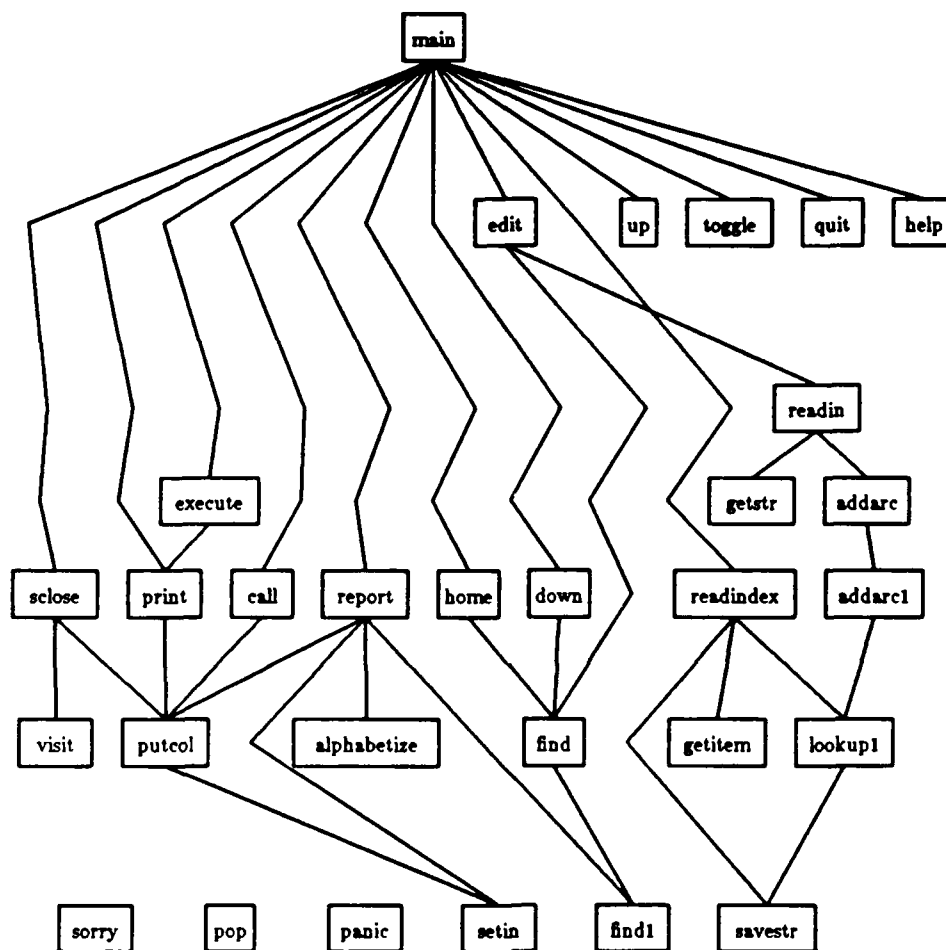 main
edit
up
toggle
quit
help
readin
execute
getstr
addarc
sclose
print
call
report
home
down
readindex
addarc1
visit
putcol
alphabetize
find
getitem
lookup1
sorry
pop
panic
setin
find1
savestr